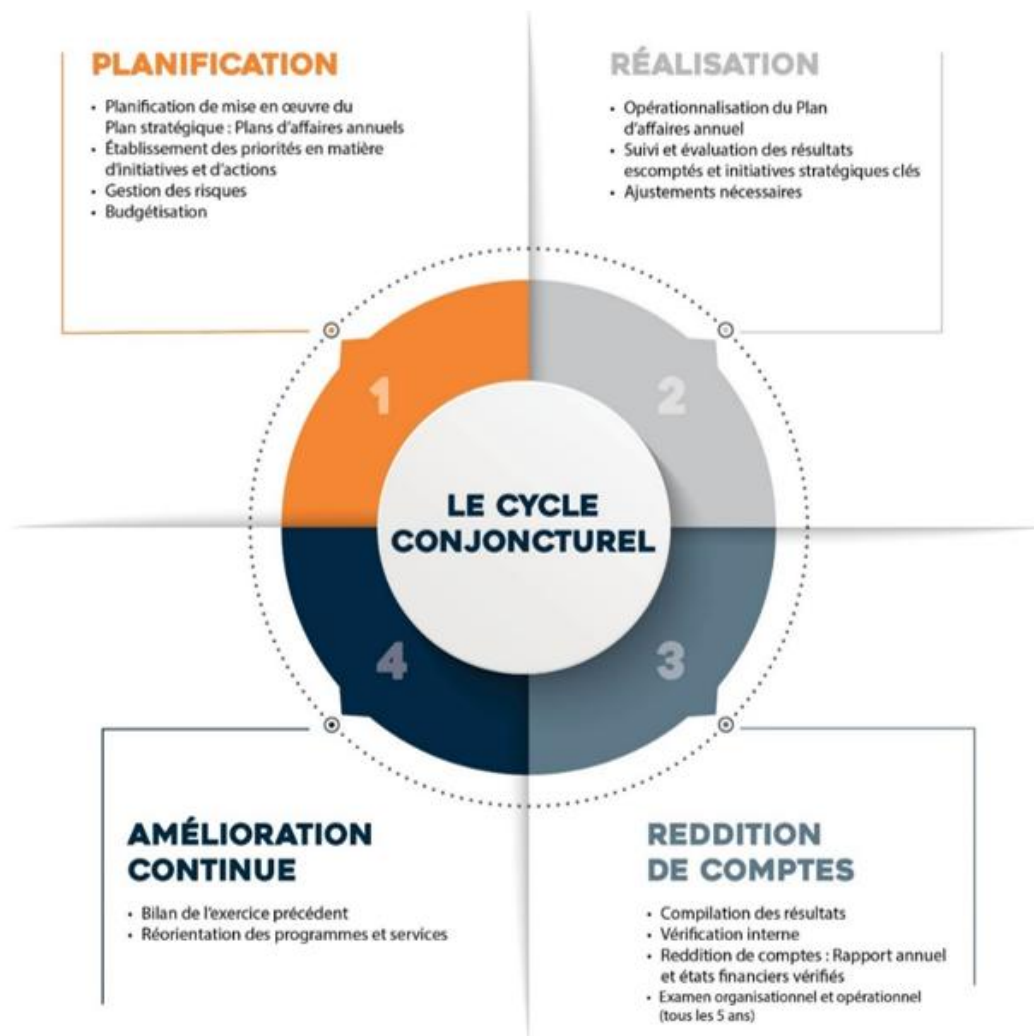 PLANIFICATION
• Planification de mise en œuvre du
Plan stratégique : Plans d'affaires annuels
• Établissement des priorités en matière
d'initiatives et d'actions
• Gestion des risques
• Budgétisation
RÉALISATION
• Opérationnalisation du Plan
d'affaires annuel
• Suivi et évaluation des résultats
escomptés et initiatives stratégiques clés
• Ajustements nécessaires
1
2
LE CYCLE
CONJONCTUREL
4
3
AMÉLIORATION
CONTINUE
• Bilan de l'exercice précédent
• Réorientation des programmes et services
REDDITION
DE COMPTES
• Compilation des résultats
• Vérification interne
• Reddition de comptes : Rapport annuel
et états financiers vérifiés
• Examen organisationnel et opérationnel
(tous les 5 ans)